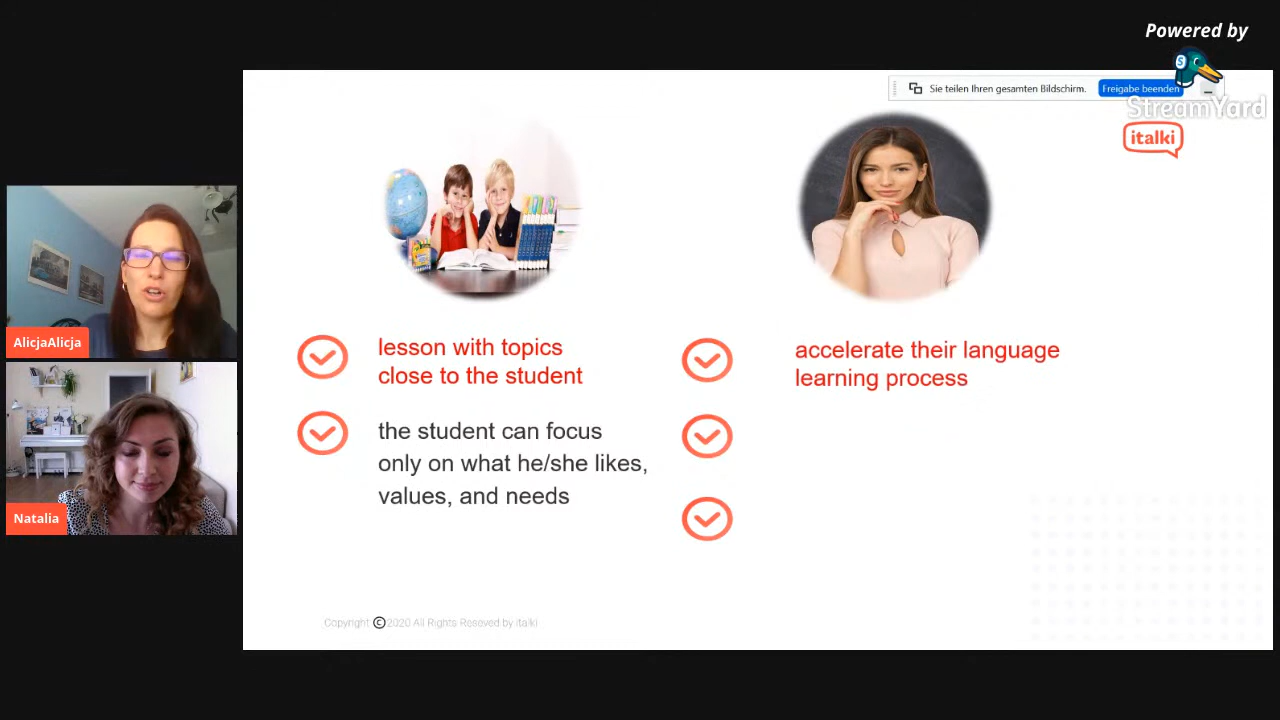 Powered by
StreamYard
Sie teilen Ihren gesamten Bildschirm.
Freigabe beenden
italki
AlicjaAlicja
Natalia
lesson with topics
close to the student
the student can focus
only on what he/she likes,
values, and needs
accelerate their language
learning process
Copyright © 2020 All Rights Reseved by italki